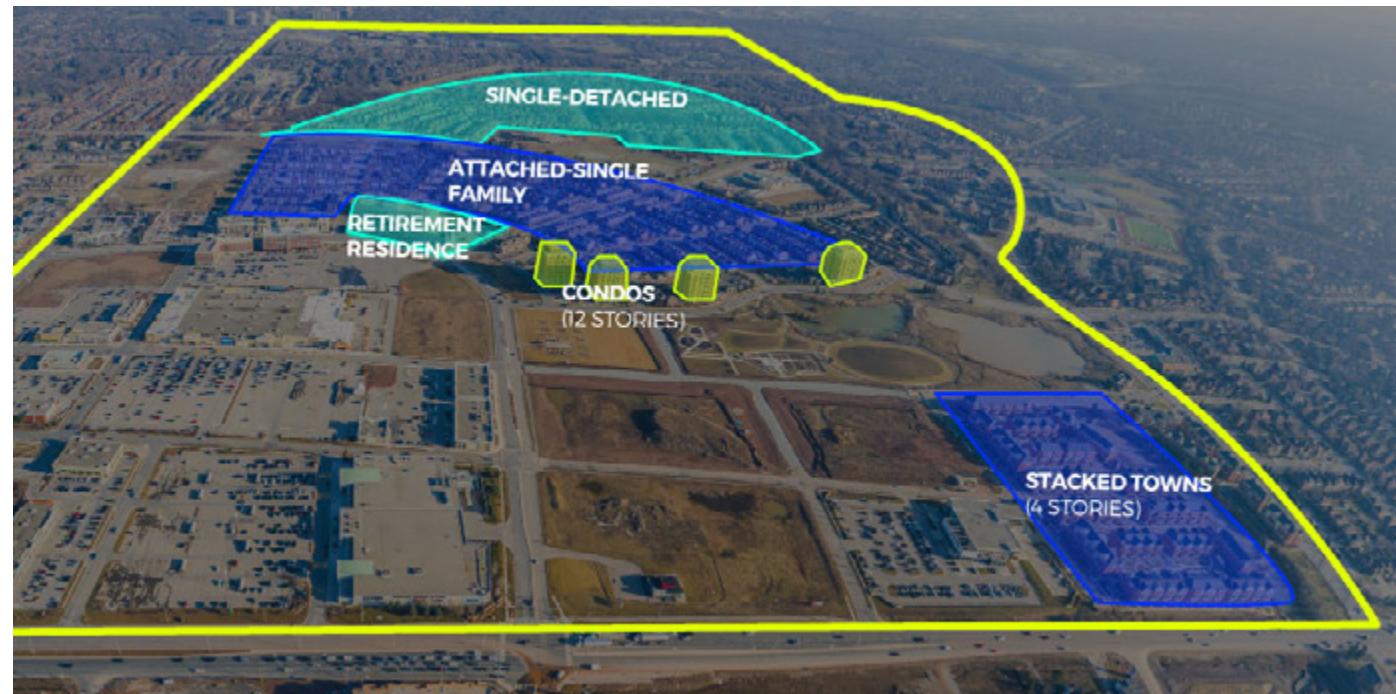 SINGLE-DETACHED
ATTACHED-SINGLE
FAMILY
RETIREMENT
RESIDENCE
CONDOS
(12 STORIES)
STACKED TOWNS
(4 STORIES)